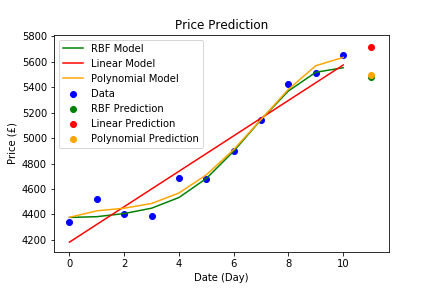 Price Prediction
5800
5600
5400
5200
5000
4800
4600
4400
4200
Price (£)
RBF Model
Linear Model
Polynomial Model
Data
RBF Prediction
Linear Prediction
Polynomial Prediction
0 2 4 6 8 10
Date (Day)